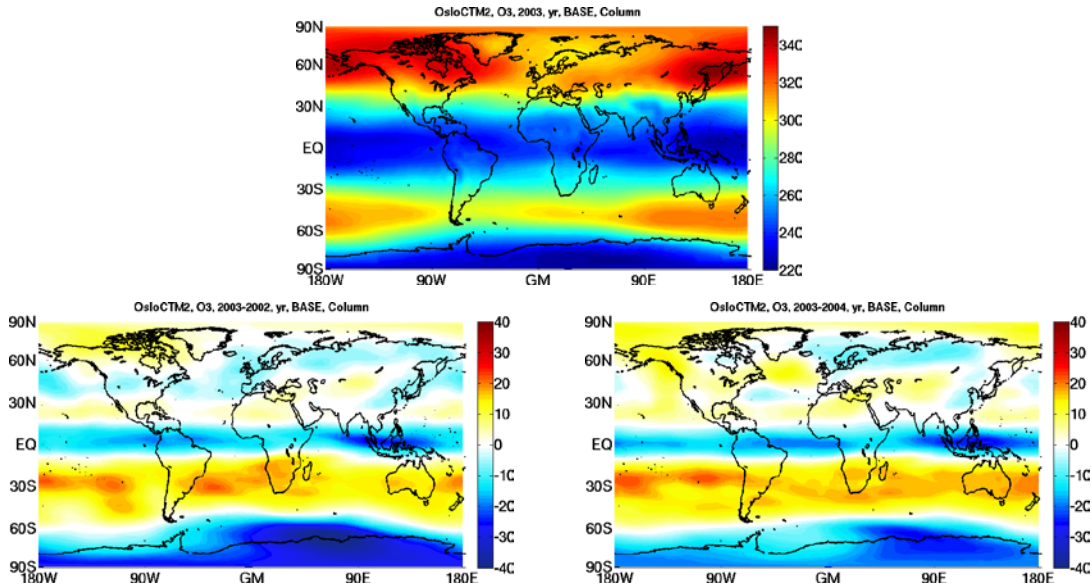 OsloCTM2, O3, 2003, yr, BASE, Column
90N
60N
30N
EQ
30S
60S
90S
180W 90W GM 90E 180E
340
320
300
280
260
240
220
OsloCTM2, O3, 2003-2002, yr, BASE, Column
90N
60N
30N
EQ
30S
60S
90S
180W 90W GM 90E 180E
40
30
20
10
0
-10
-20
-30
-40
OsloCTM2, O3, 2003-2004, yr, BASE, Column
90N
60N
30N
EQ
30S
60S
90S
180W 90W GM 90E 180E
40
30
20
10
0
-10
-20
-30
-40